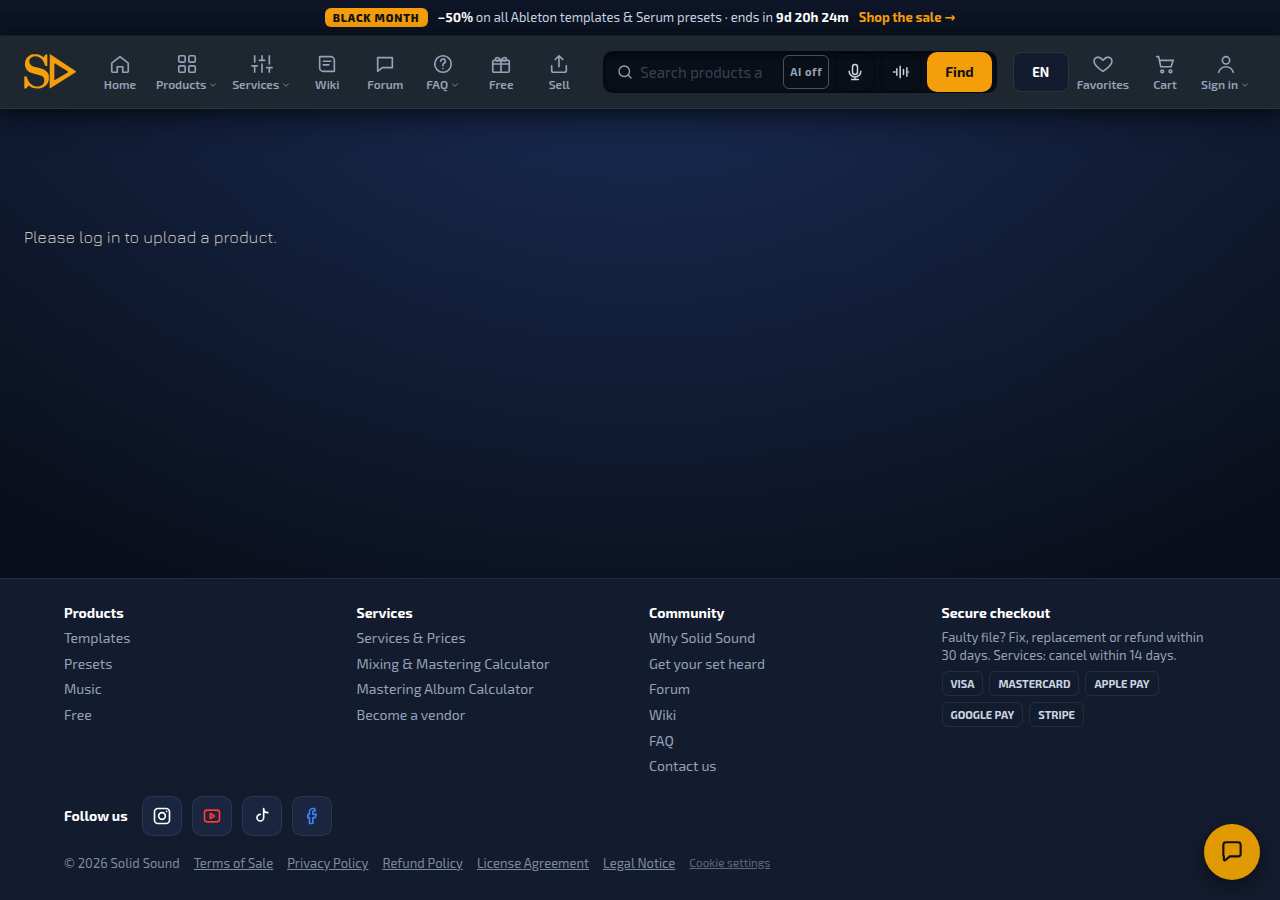 BLACK MONTH −50% on all Ableton templates & Serum presets · ends in 9d 20h 24m Shop the sale →
SD
Home
Products
Services
Wiki
Forum
FAQ
Free
Sell
Search products a
AI off
Find
EN
Favorites
Cart
Sign in
Please log in to upload a product.
Products
Templates
Presets
Music
Free
Services
Services & Prices
Mixing & Mastering Calculator
Mastering Album Calculator
Become a vendor
Community
Why Solid Sound
Get your set heard
Forum
Wiki
FAQ
Contact us
Secure checkout
Faulty file? Fix, replacement or refund within
30 days. Services: cancel within 14 days.
VISA MASTERCARD APPLE PAY
GOOGLE PAY STRIPE
Follow us
© 2026 Solid Sound Terms of Sale Privacy Policy Refund Policy License Agreement Legal Notice Cookie settings